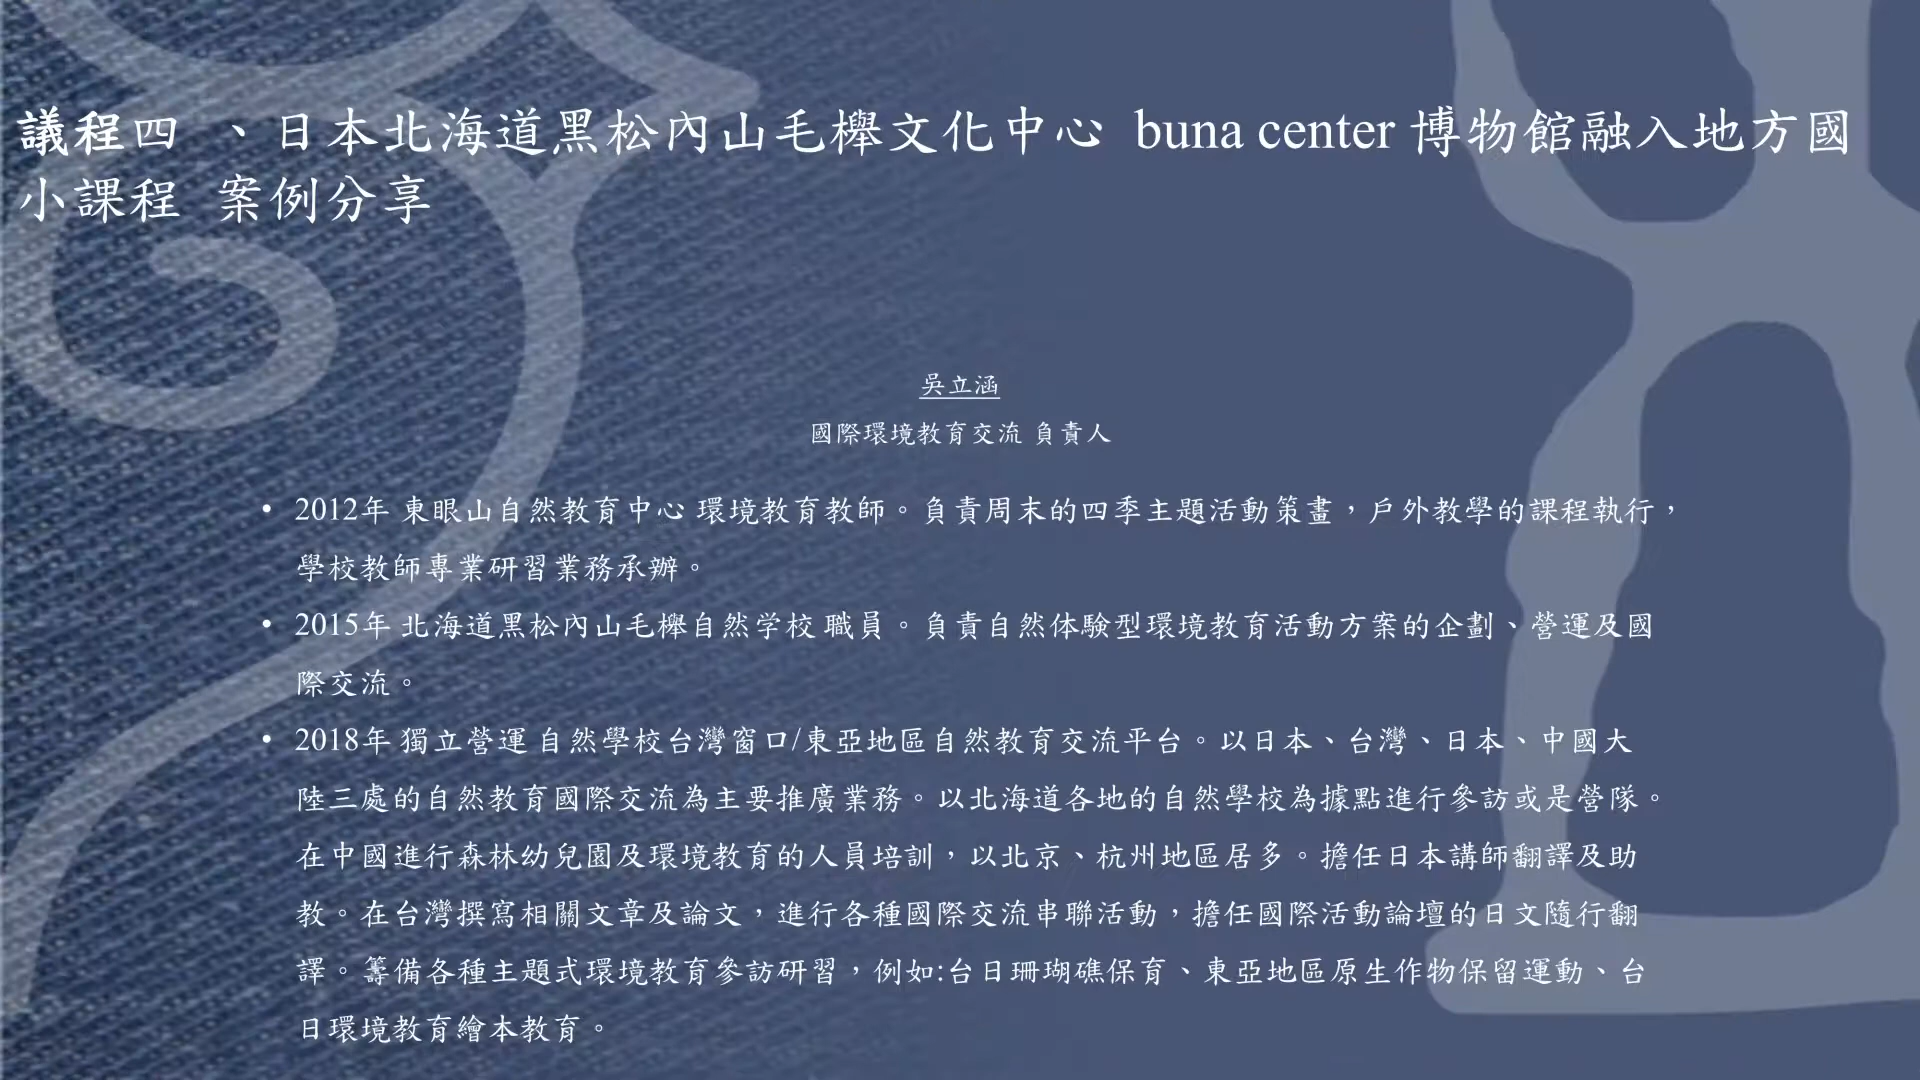 議程四 、日本北海道黑松內山毛櫸文化中心 buna center 博物館融入地方國
小課程 案例分享
吳立涵
國際環境教育交流 負責人
• 2012年 東眼山自然教育中心 環境教育教師。負責周末的四季主題活動策畫，戶外教學的課程執行，
學校教師專業研習業務承辦。
• 2015年 北海道黑松內山毛櫸自然学校 職員。負責自然体験型環境教育活動方案的企劃、營運及國
際交流。
• 2018年 獨立營運 自然學校台灣窗口/東亞地區自然教育交流平台。以日本、台灣、日本、中國大
陸三處的自然教育國際交流為主要推廣業務。以北海道各地的自然學校為據點進行參訪或是營隊。
在中國進行森林幼兒園及環境教育的人員培訓，以北京、杭州地區居多。擔任日本講師翻譯及助
教。在台灣撰寫相關文章及論文，進行各種國際交流串聯活動，擔任國際活動論壇的日文隨行翻
譯。籌備各種主題式環境教育參訪研習，例如:台日珊瑚礁保育、東亞地區原生作物保留運動、台
日環境教育繪本教育。